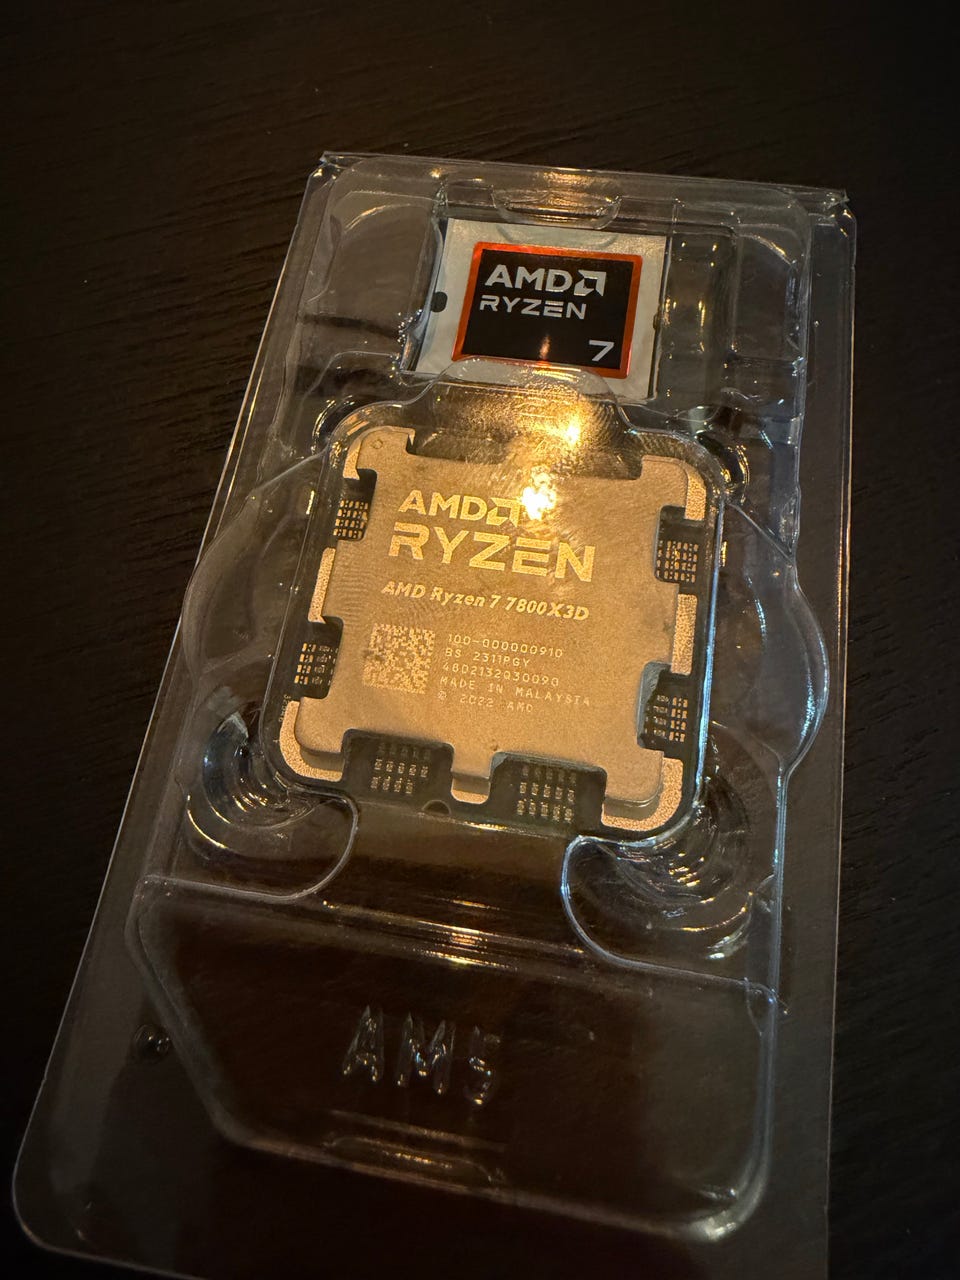 AMD
RYZEN
7
AMD
RYZEN
AMD Ryzen 7 7800X3D
100-000000910
BS 2311PGY
4BD2132Q30090
MADE IN MALAYSIA
© 2022 AMD
AM5